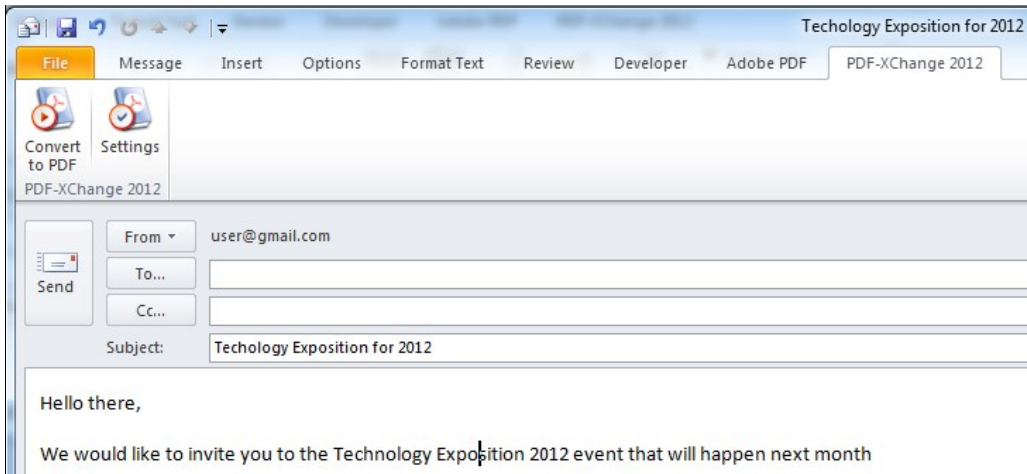 Techology Exposition for 2012
File Message Insert Options Format Text Review Developer Adobe PDF PDF-XChange 2012
Convert to PDF
Settings
PDF-XChange 2012
From user@gmail.com
Send
To...
Cc...
Subject: Techology Exposition for 2012
Hello there,
We would like to invite you to the Technology Exposition 2012 event that will happen next month